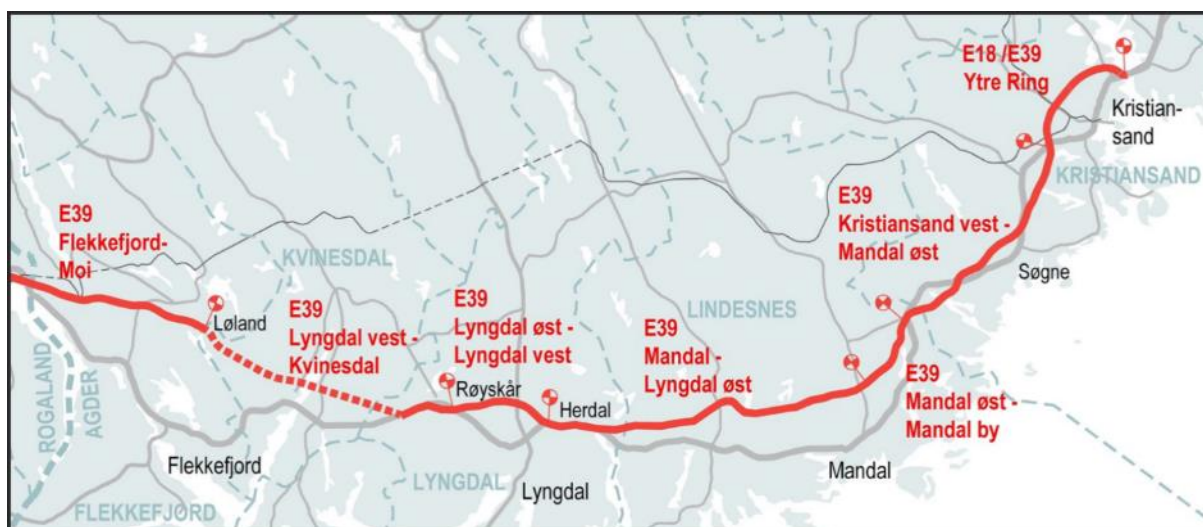 E18 /E39
Ytre Ring
Kristian-
sand
KRISTIANSAND
E39
Kristiansand vest -
Mandal øst
Søgne
E39
Flekkefjord-
Moi
KVINESDAL
Løland
E39
Lyngdal vest -
Kvinesdal
E39
Lyngdal øst -
Lyngdal vest
LINDESNES
E39
Mandal -
Lyngdal øst
E39
Mandal øst -
Mandal by
Røyskår
Herdal
ROGALAND
AGDER
Flekkefjord
LYNGDAL
Lyngdal
Mandal
FLEKKEFJORD